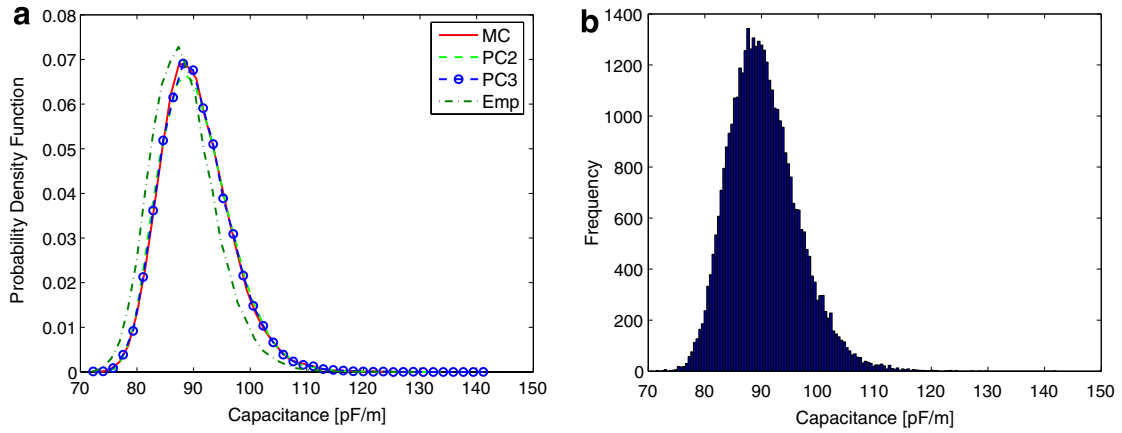 a
0.08
0.07
0.06
0.05
0.04
0.03
0.02
0.01
0
70 80 90 100 110 120 130 140 150
Probability Density Function
Capacitance [pF/m]
MC
PC2
PC3
Emp
b
1400
1200
1000
800
600
400
200
0
70 80 90 100 110 120 130 140 150
Frequency
Capacitance [pF/m]